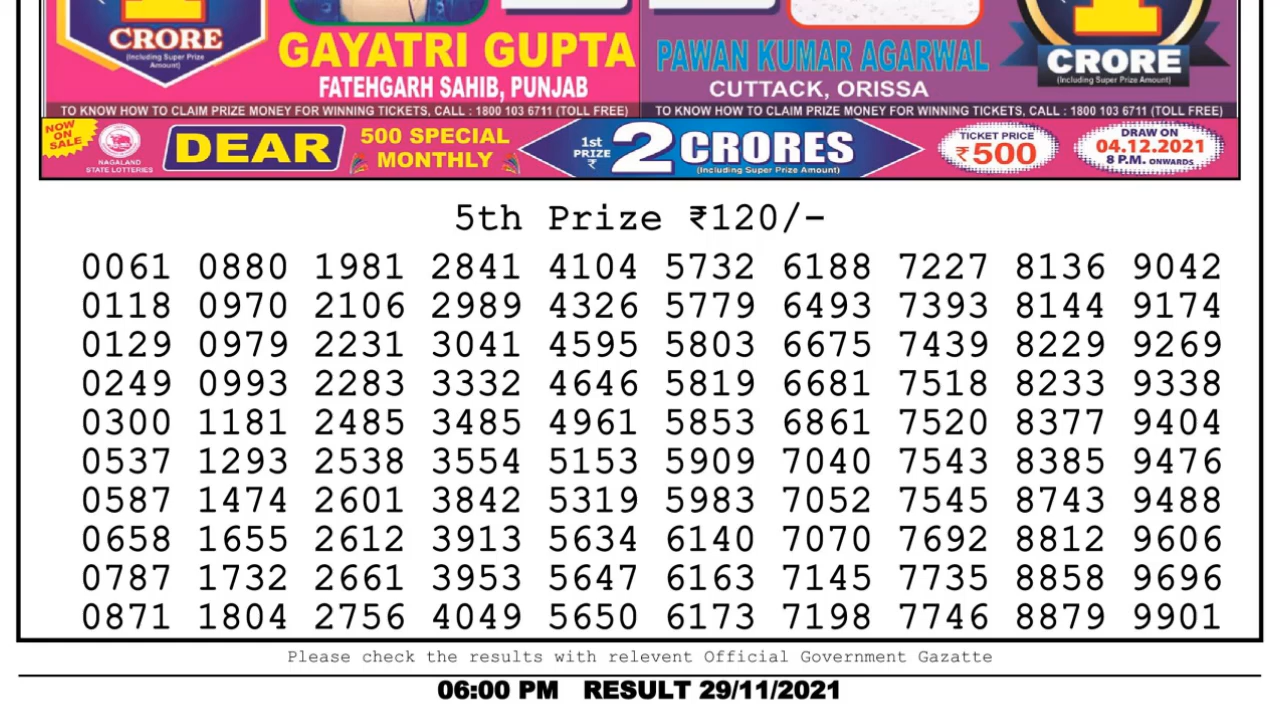 CRORE
(Including Super Prize
Amount)
GAYATRI GUPTA
FATEHGARH SAHIB, PUNJAB
PAWAN KUMAR AGARWAL
CUTTACK, ORISSA
1
CRORE
(Including Super Prize Amount)
TO KNOW HOW TO CLAIM PRIZE MONEY FOR WINNING TICKETS, CALL : 1800 103 6711 (TOLL FREE)
TO KNOW HOW TO CLAIM PRIZE MONEY FOR WINNING TICKETS, CALL : 1800 103 6711 (TOLL FREE)
NOW
ON
SALE
NAGALAND
STATE LOTTERIES
DEAR
500 SPECIAL
MONTHLY
1st
PRIZE
₹
2 CRORES
(Including Super Prize Amount)
TICKET PRICE
₹500
DRAW ON
04.12.2021
8 P.M. ONWARDS
5th Prize ₹120/-
0061 0880 1981 2841 4104 5732 6188 7227 8136 9042
0118 0970 2106 2989 4326 5779 6493 7393 8144 9174
0129 0979 2231 3041 4595 5803 6675 7439 8229 9269
0249 0993 2283 3332 4646 5819 6681 7518 8233 9338
0300 1181 2485 3485 4961 5853 6861 7520 8377 9404
0537 1293 2538 3554 5153 5909 7040 7543 8385 9476
0587 1474 2601 3842 5319 5983 7052 7545 8743 9488
0658 1655 2612 3913 5634 6140 7070 7692 8812 9606
0787 1732 2661 3953 5647 6163 7145 7735 8858 9696
0871 1804 2756 4049 5650 6173 7198 7746 8879 9901
Please check the results with relevent Official Government Gazatte
06:00 PM RESULT 29/11/2021